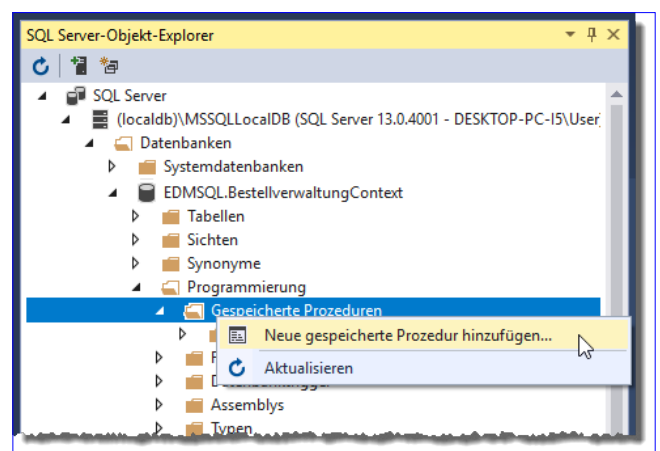 SQL Server-Objekt-Explorer
SQL Server
(localdb)\MSSQLLocalDB (SQL Server 13.0.4001 - DESKTOP-PC-I5\User
Datenbanken
Systemdatenbanken
EDMSQL.BestellverwaltungContext
Tabellen
Sichten
Synonyme
Programmierung
Gespeicherte Prozeduren
Neue gespeicherte Prozedur hinzufügen...
Aktualisieren
Assemblys
Typen